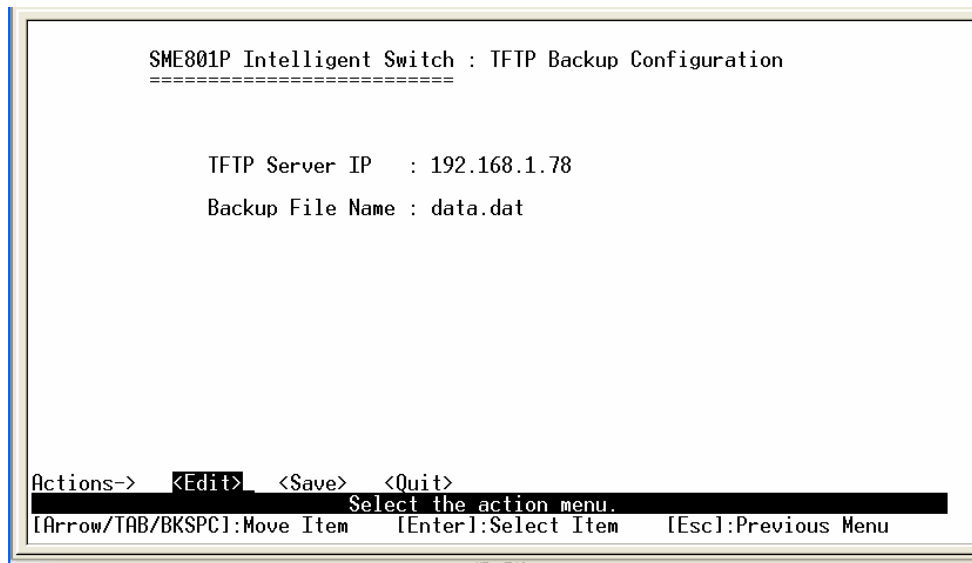 SME801P Intelligent Switch : TFTP Backup Configuration
==========================
TFTP Server IP : 192.168.1.78
Backup File Name : data.dat
Actions-> <Edit> <Save> <Quit>
Select the action menu.
[Arrow/TAB/BKSPC]:Move Item [Enter]:Select Item [Esc]:Previous Menu